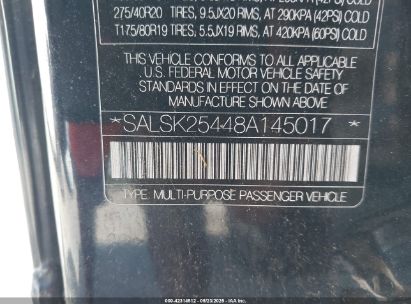 275/40R20 TIRES, 9.5JX20 RIMS, AT 290KPA (42PSI) COLD
T175/80R19 TIRES, 5.5JX19 RIMS, AT 420KPA (60PSI) COLD
THIS VEHICLE CONFORMS TO ALL APPLICABLE
U.S. FEDERAL MOTOR VEHICLE SAFETY
STANDARDS IN EFFECT ON THE DATE OF
MANUFACTURE SHOWN ABOVE
*SALSK25448A145017*
TYPE: MULTI-PURPOSE PASSENGER VEHICLE